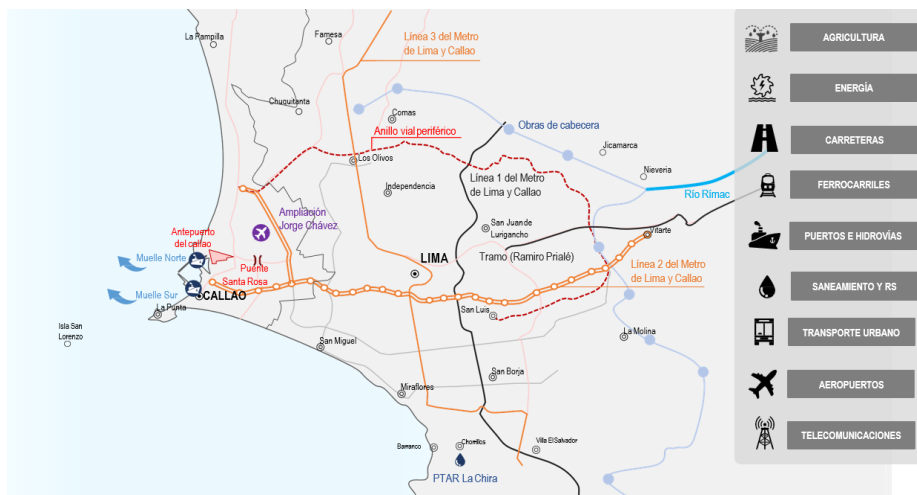 La Pampilla
Famesa
Línea 3 del Metro
de Lima y Callao
Chuquitanta
Comas
Obras de cabecera
Anillo vial periférico
Jicamarca
Los Olivos
Nieveria
Línea 1 del Metro
de Lima y Callao
Independencia
Río Rímac
Ampliación
Jorge Chávez
San Juan de
Lurigancho
Vitarte
Antepuerto
del callao
Tramo (Ramiro Prialé)
Muelle Norte
Puente
Santa Rosa
LIMA
Línea 2 del Metro
de Lima y Callao
Muelle Sur
CALLAO
La Punta
San Luis
Isla San
Lorenzo
La Molina
San Miguel
San Borja
Miraflores
Barranco
Chorrillos
Villa El Salvador
PTAR La Chira
AGRICULTURA
ENERGÍA
CARRETERAS
FERROCARRILES
PUERTOS E HIDROVÍAS
SANEAMIENTO Y RS
TRANSPORTE URBANO
AEROPUERTOS
TELECOMUNICACIONES